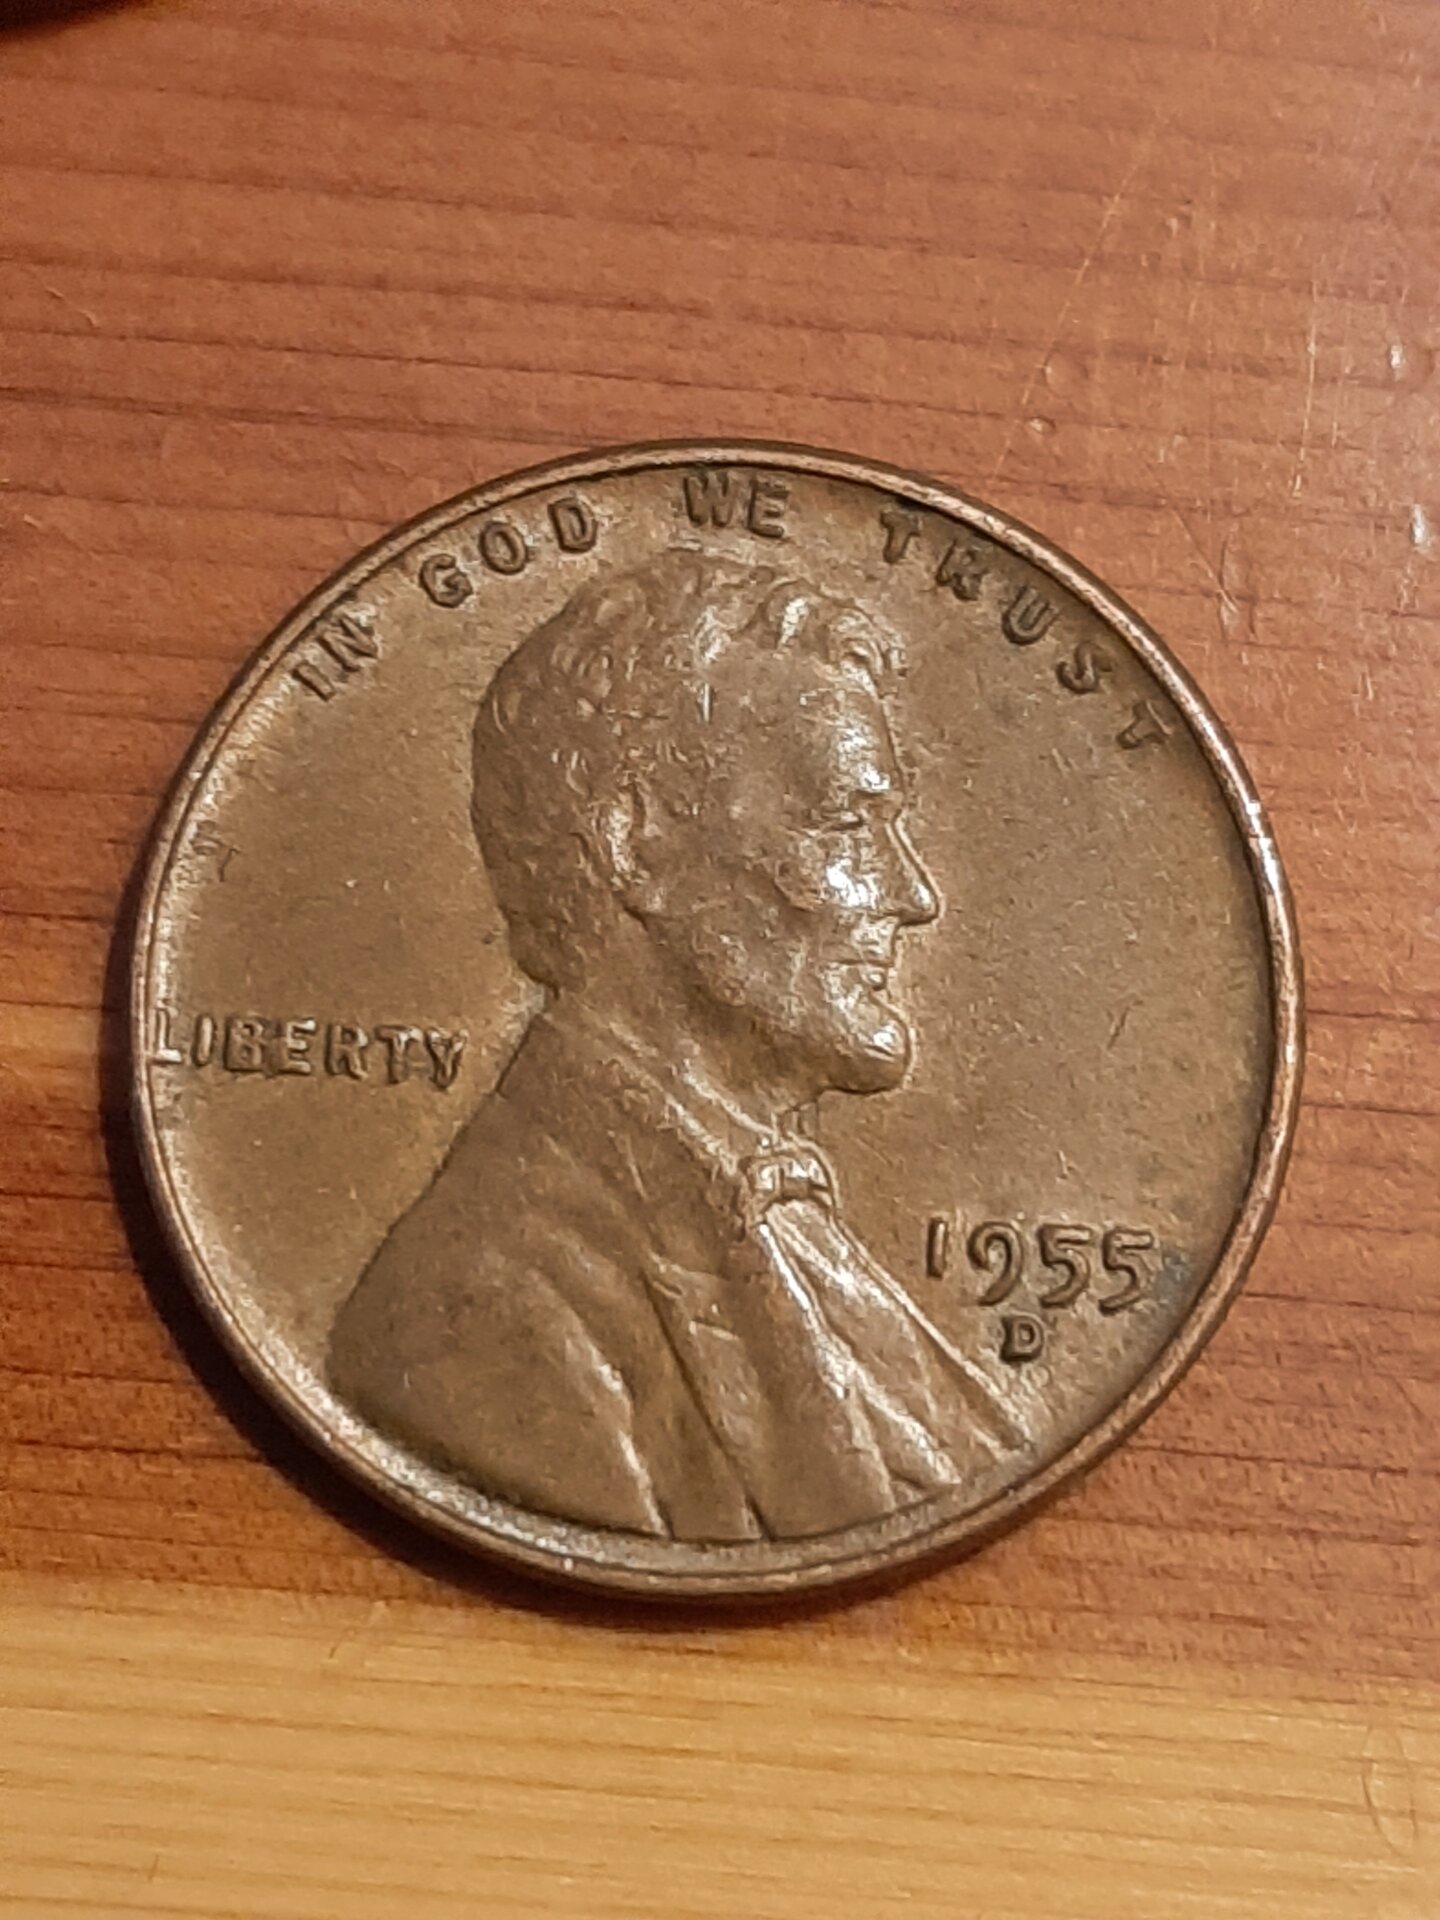 IN GOD WE TRUST
LIBERTY
1955
D